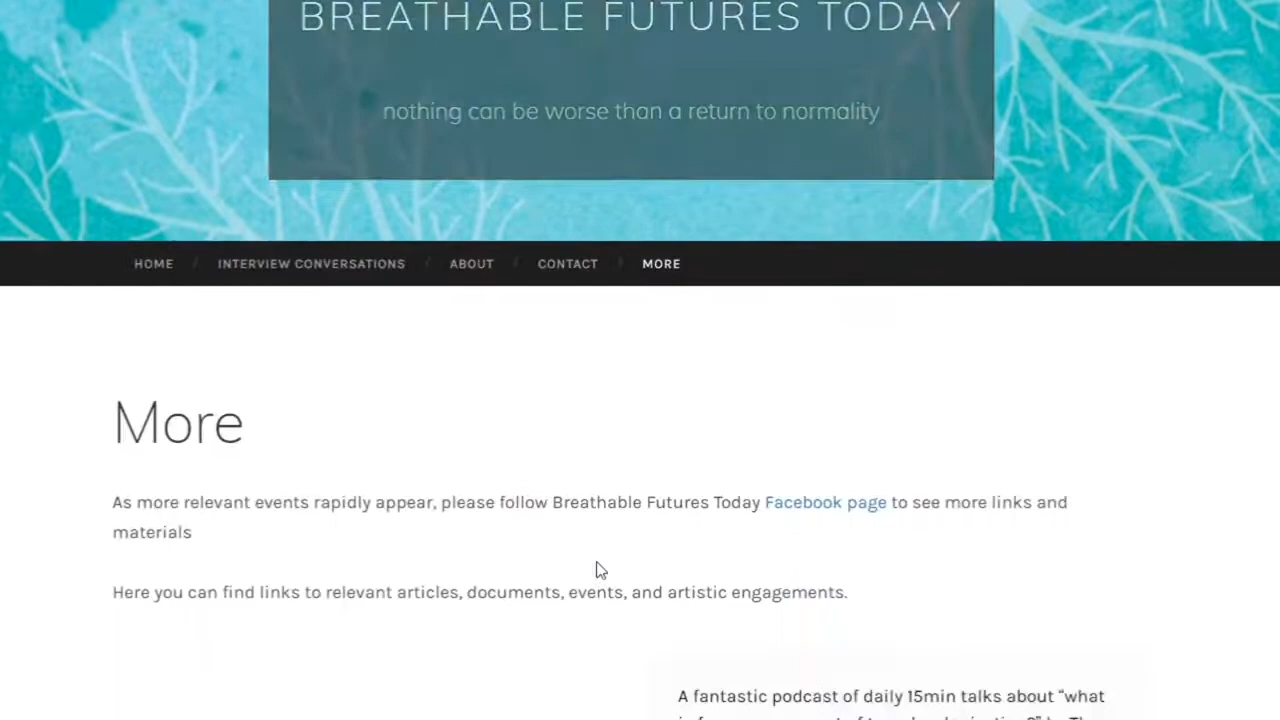 BREATHABLE FUTURES TODAY
nothing can be worse than a return to normality
HOME / INTERVIEW CONVERSATIONS / ABOUT / CONTACT / MORE
More
As more relevant events rapidly appear, please follow Breathable Futures Today Facebook page to see more links and
materials
Here you can find links to relevant articles, documents, events, and artistic engagements.
A fantastic podcast of daily 15min talks about “what